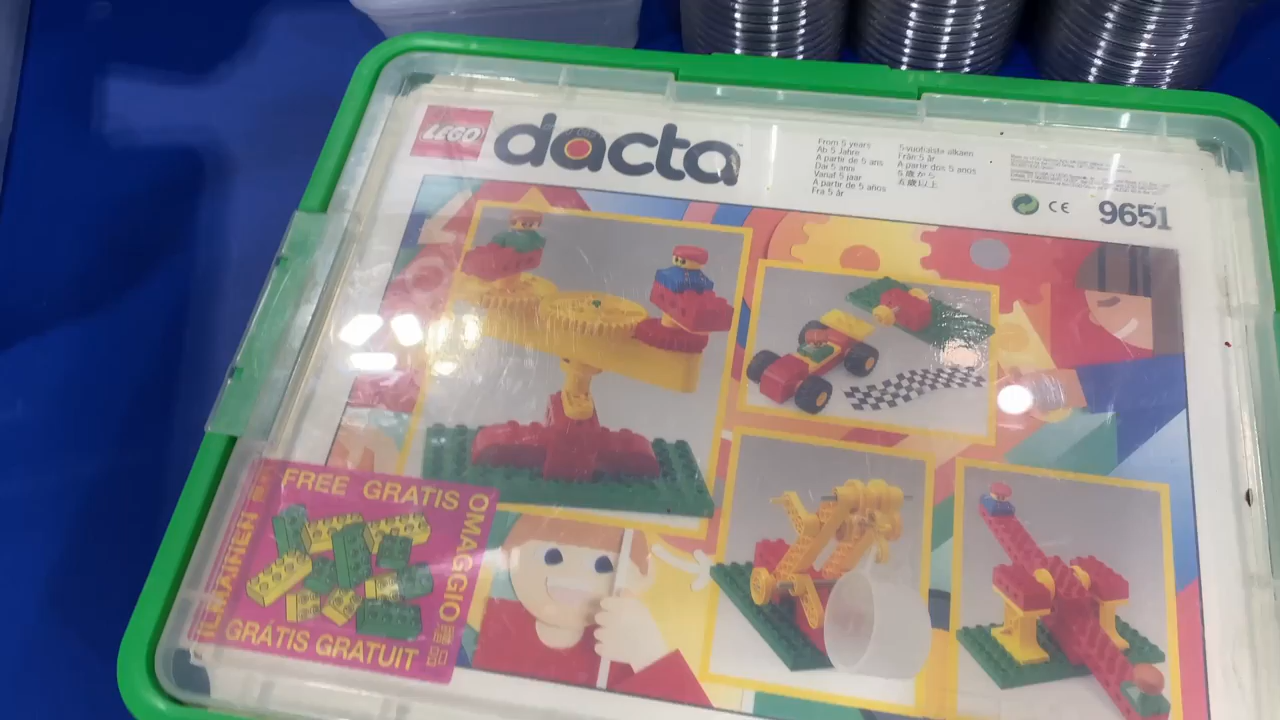 LEGO dacta
From 5 years
Ab 5 Jahre
A partir de 5 ans
Dai 5 anni
Vanaf 5 jaar
A partir de 5 años
Fra 5 år
5-vuotiaista alkaen
Från 5 år
A partir dos 5 anos
5歳から
五歲以上
CE
9651
FREE GRATIS
OMAGGIO
ILMAINEN
GRÁTIS GRATUIT